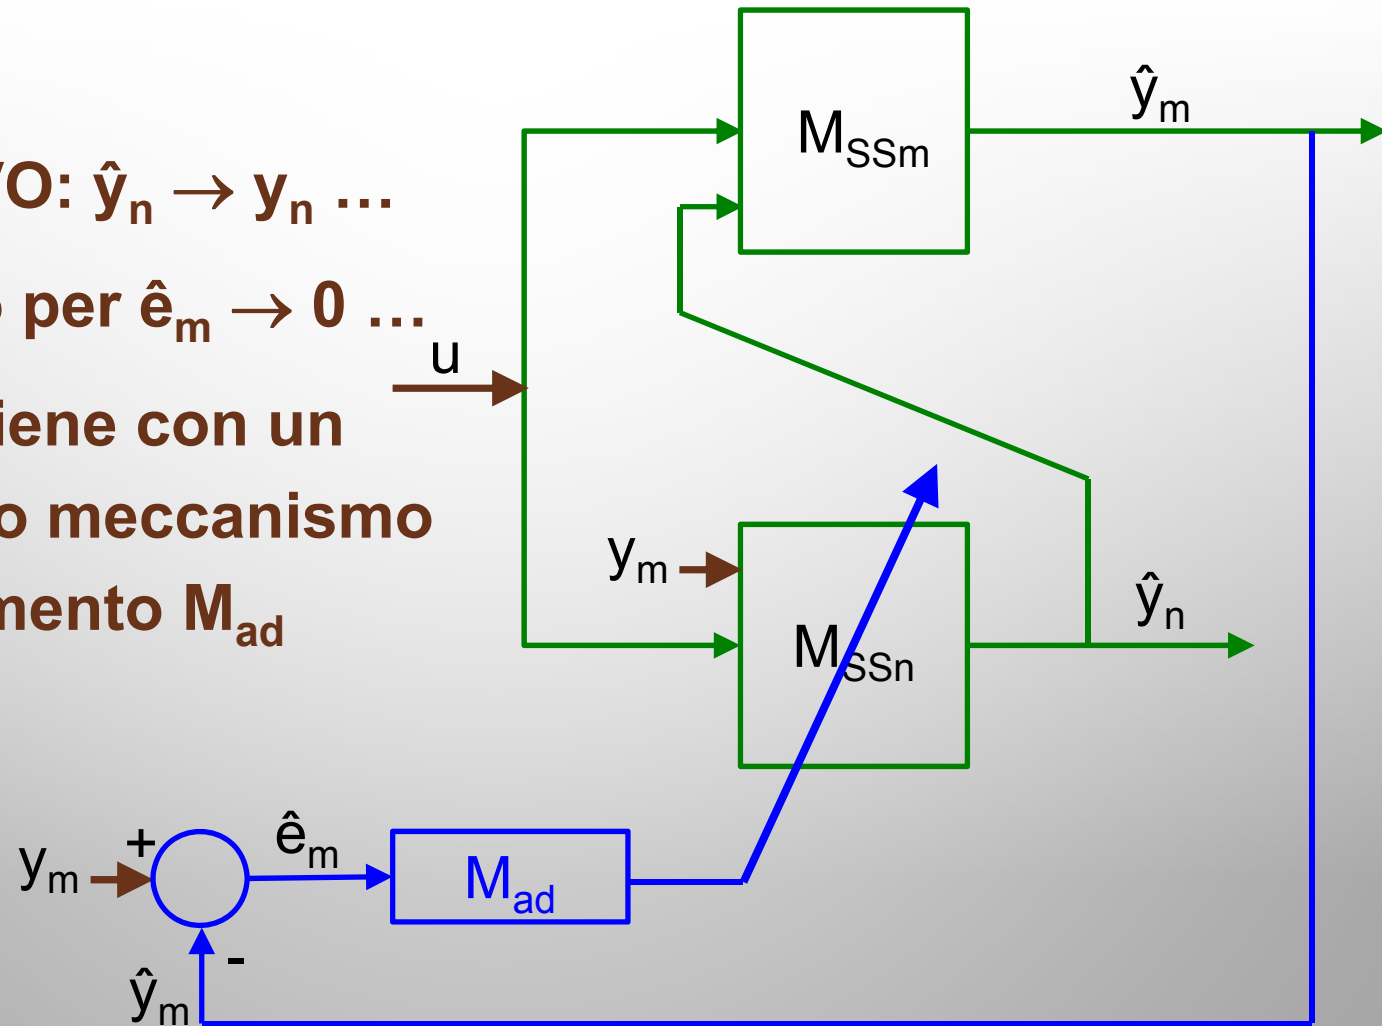 ŷm
MSSm
VO: ŷn → yn …
o per êm → 0 …
u
iene con un
o meccanismo
ym
mento Mad
ŷn
MSSn
+
êm
ym
Mad
-
ŷm